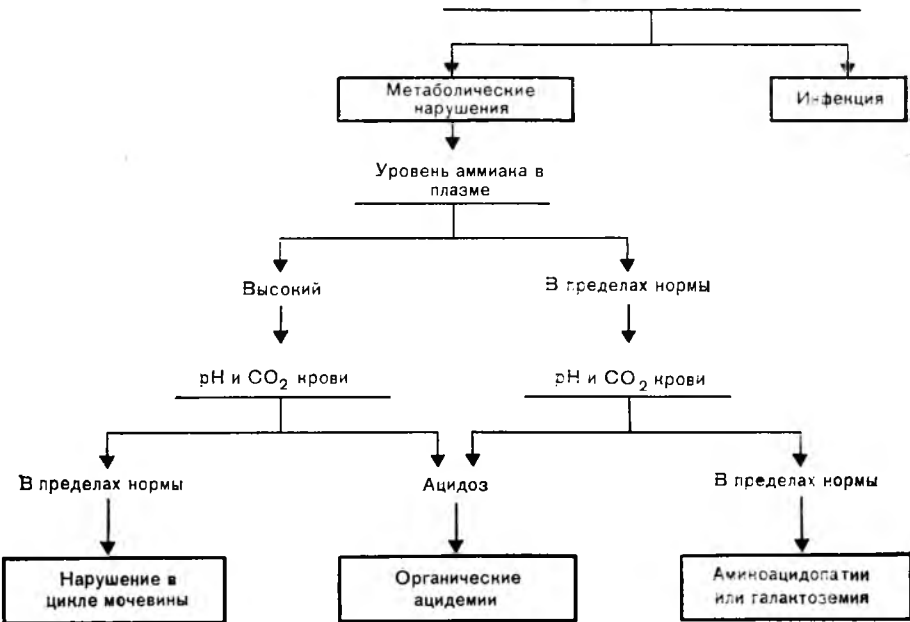 Метаболические
нарушения
Инфекция
Уровень аммиака в
плазме
Высокий
В пределах нормы
pH и CO₂ крови
pH и CO₂ крови
В пределах нормы
Ацидоз
В пределах нормы
Нарушение в
цикле мочевины
Органические
ацидемии
Аминоацидопатии
или галактоземия